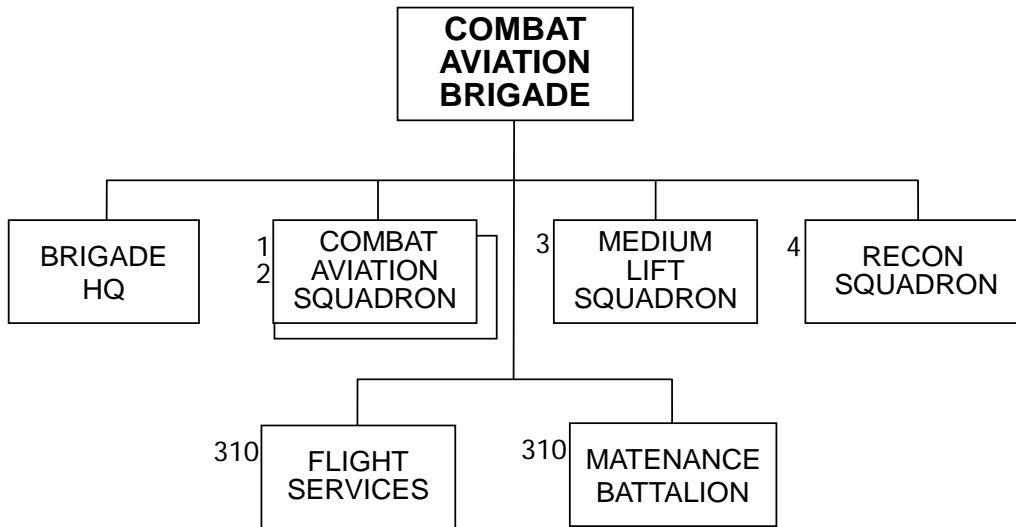 COMBAT
AVIATION
BRIGADE
BRIGADE
HQ
1
2
COMBAT
AVIATION
SQUADRON
3
MEDIUM
LIFT
SQUADRON
4
RECON
SQUADRON
310
FLIGHT
SERVICES
310
MATENANCE
BATTALION